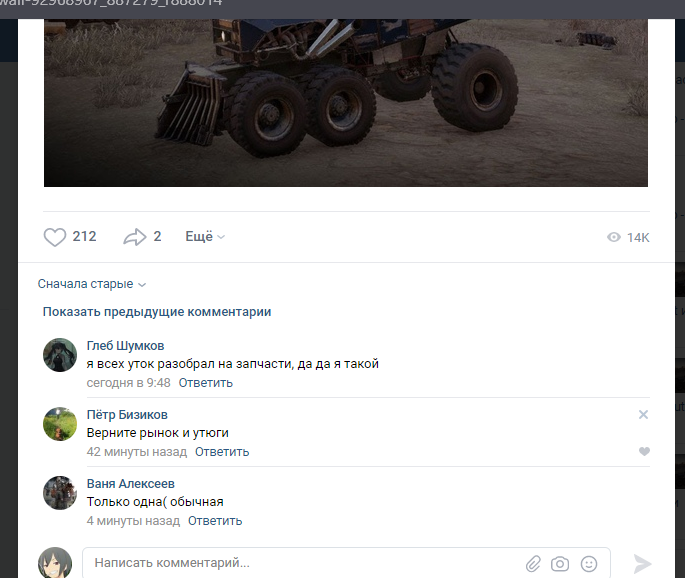 212
2
Ещё
14K
Сначала старые
Показать предыдущие комментарии
Глеб Шумков
я всех уток разобрал на запчасти, да да я такой
сегодня в 9:48 Ответить
Пётр Бизиков
Верните рынок и утюги
42 минуты назад Ответить
Ваня Алексеев
Только одна( обычная
4 минуты назад Ответить
Написать комментарий...